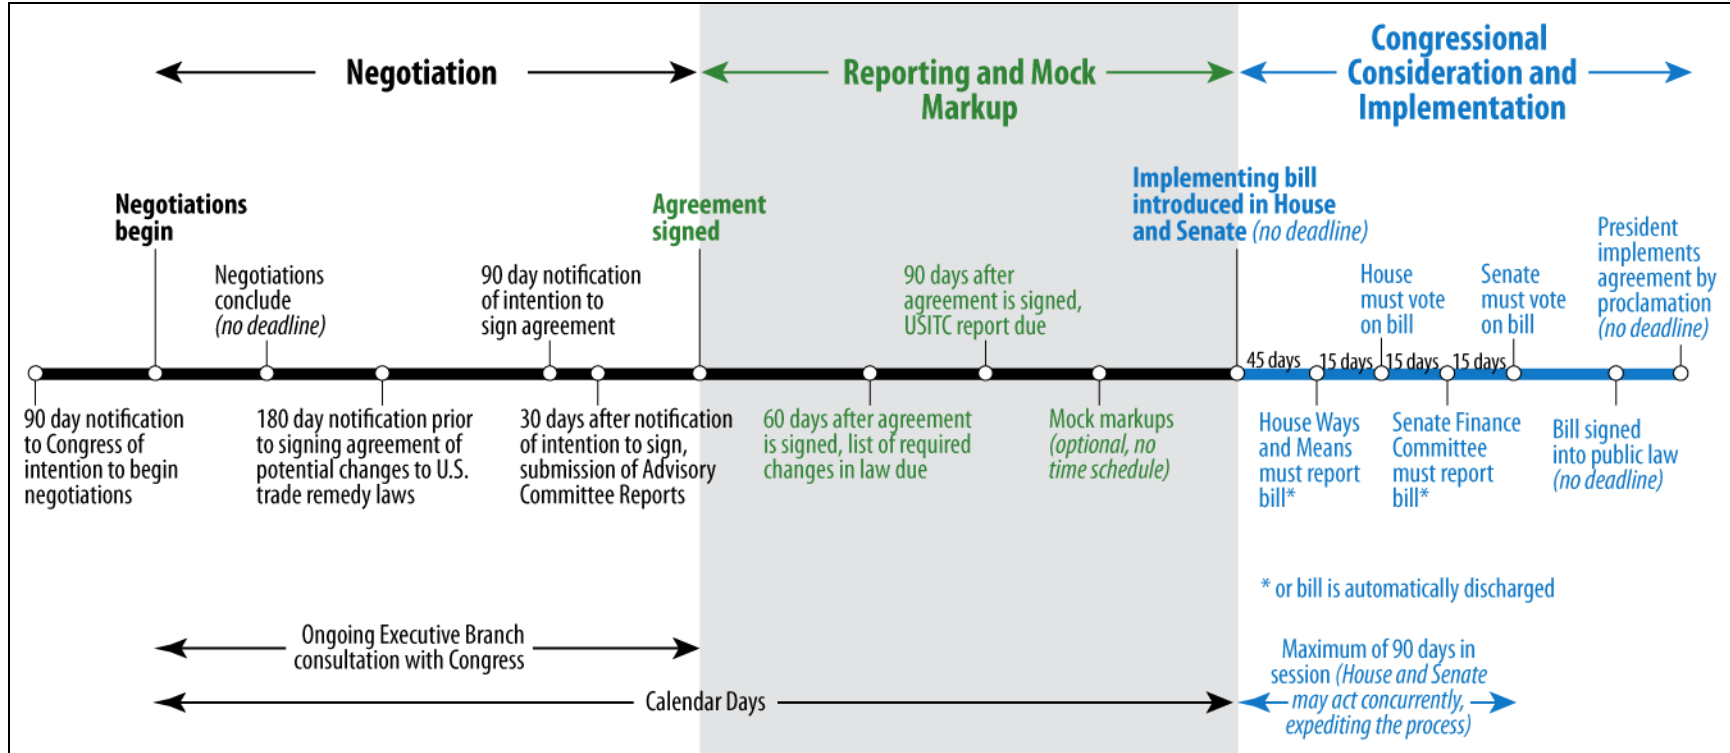 Negotiation
Reporting and Mock
Markup
Congressional
Consideration and
Implementation
Negotiations
begin
Agreement
signed
Implementing bill
introduced in House
and Senate (no deadline)
Negotiations
conclude
(no deadline)
90 day notification
of intention to
sign agreement
90 days after
agreement is signed,
USITC report due
House
must vote
on bill
Senate
must vote
on bill
President
implements
agreement by
proclamation
(no deadline)
45 days
15 days
15 days
15 days
90 day notification
to Congress of
intention to begin
negotiations
180 day notification prior
to signing agreement of
potential changes to U.S.
trade remedy laws
30 days after notification
of intention to sign,
submission of Advisory
Committee Reports
60 days after agreement
is signed, list of required
changes in law due
Mock markups
(optional, no
time schedule)
House Ways
and Means
must report
bill*
Senate Finance
Committee
must report
bill*
Bill signed
into public law
(no deadline)
* or bill is automatically discharged
Ongoing Executive Branch
consultation with Congress
Calendar Days
Maximum of 90 days in
session (House and Senate
may act concurrently,
expediting the process)